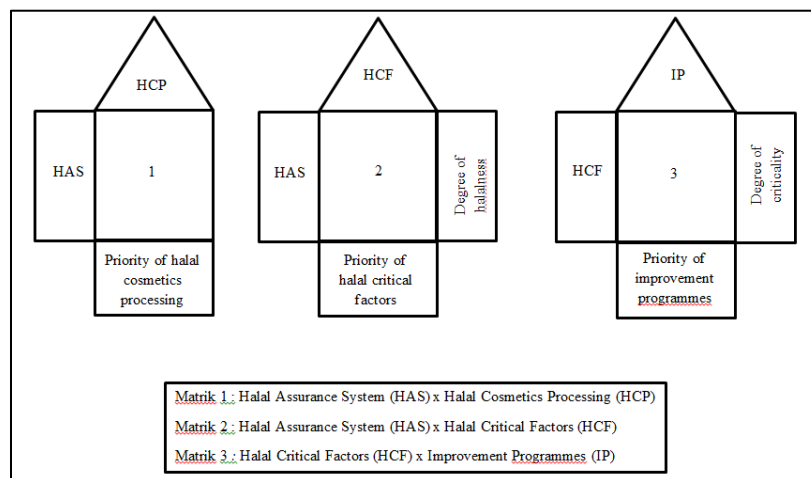 HCP
HAS
1
Priority of halal
cosmetics
processing
HCF
HAS
2
Degree of
halalness
Priority of
halal critical
factors
IP
HCF
3
Degree of
criticality
Priority of
improvement
programmes
Matrik 1 : Halal Assurance System (HAS) x Halal Cosmetics Processing (HCP)
Matrik 2 : Halal Assurance System (HAS) x Halal Critical Factors (HCF)
Matrik 3 : Halal Critical Factors (HCF) x Improvement Programmes (IP)